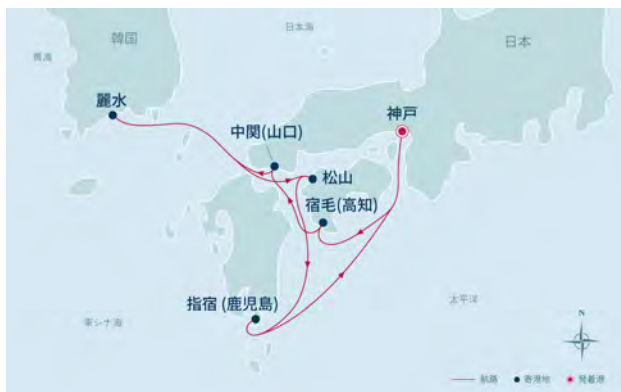 日本海
韓国
日本
黄海
麗水
神戸
中関(山口)
松山
宿毛(高知)
指宿 (鹿児島)
太平洋
東シナ海
N
航路
寄港地
発着港